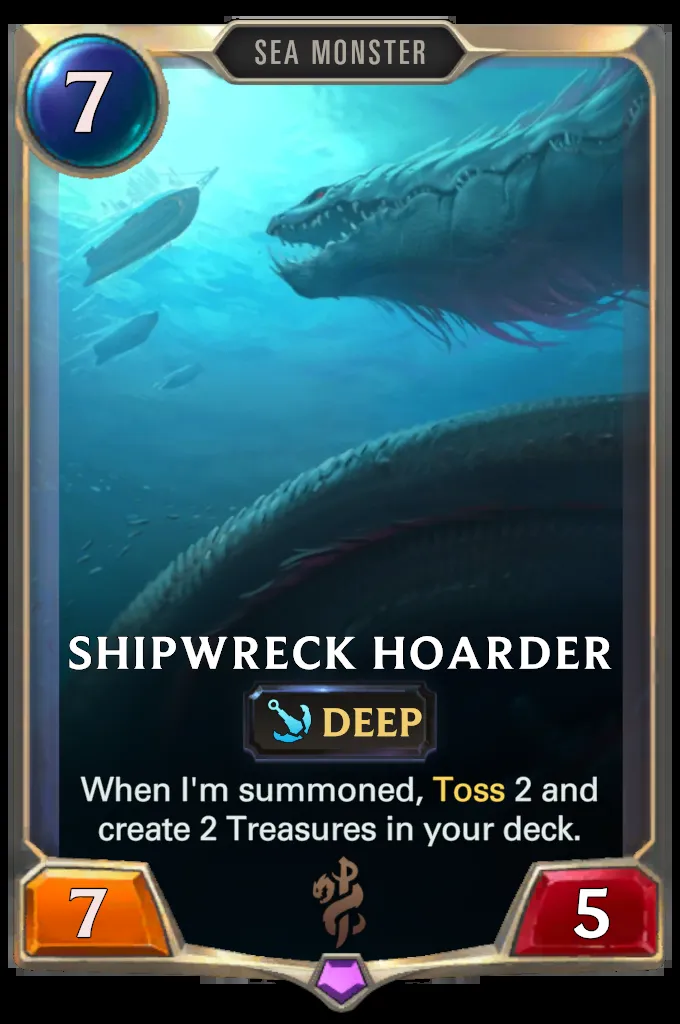 SEA MONSTER
7
SHIPWRECK HOARDER
DEEP
When I'm summoned, Toss 2 and
create 2 Treasures in your deck.
7
5